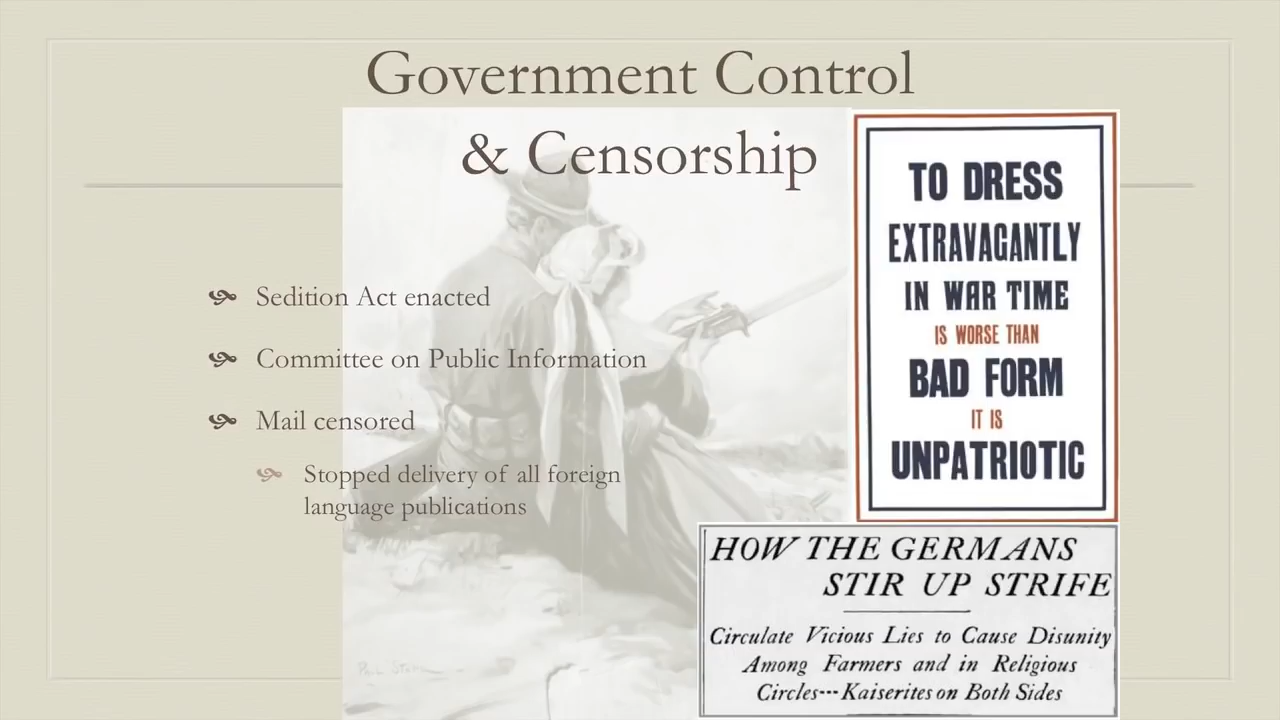 Government Control
& Censorship
Sedition Act enacted
Committee on Public Information
Mail censored
Stopped delivery of all foreign
language publications
TO DRESS
EXTRAVAGANTLY
IN WAR TIME
IS WORSE THAN
BAD FORM
IT IS
UNPATRIOTIC
HOW THE GERMANS
STIR UP STRIFE
Circulate Vicious Lies to Cause Disunity
Among Farmers and in Religious
Circles---Kaiserites on Both Sides